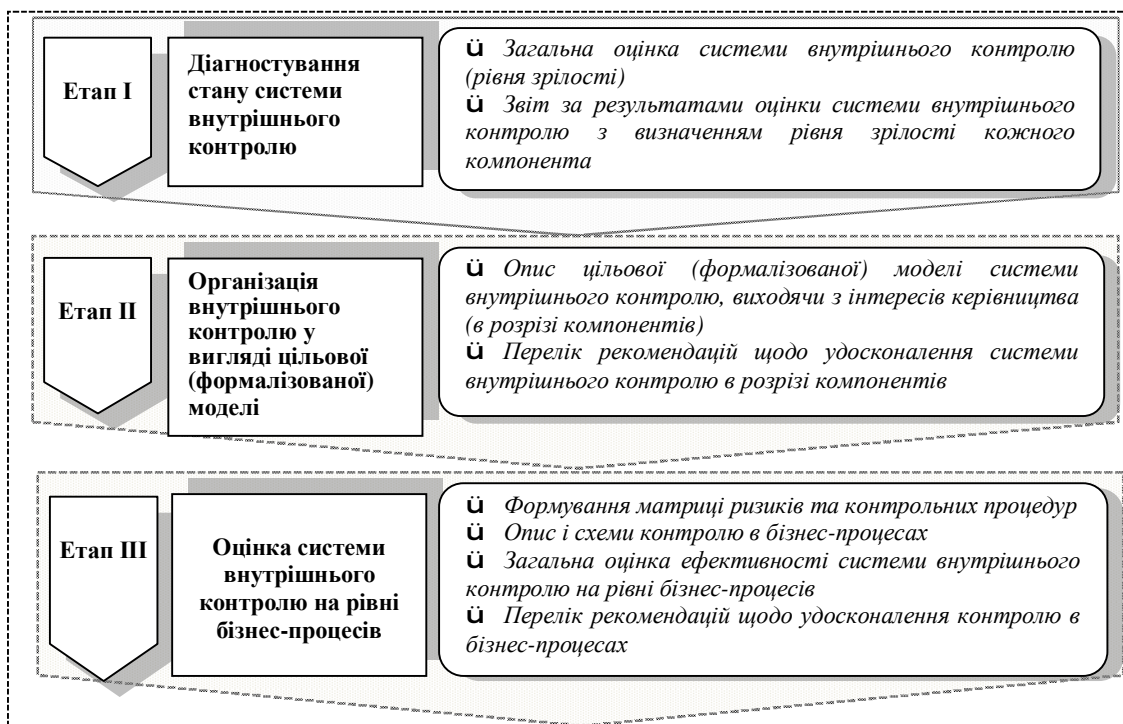 Етап І
Діагностування
стану системи
внутрішнього
контролю
ü Загальна оцінка системи внутрішнього контролю
(рівня зрілості)
ü Звіт за результатами оцінки системи внутрішнього
контролю з визначенням рівня зрілості кожного
компонента
Етап ІІ
Організація
внутрішнього
контролю у
вигляді цільової
(формалізованої)
моделі
ü Опис цільової (формалізованої) моделі системи
внутрішнього контролю, виходячи з інтересів керівництва
(в розрізі компонентів)
ü Перелік рекомендацій щодо удосконалення системи
внутрішнього контролю в розрізі компонентів
Етап ІІІ
Оцінка системи
внутрішнього
контролю на рівні
бізнес-процесів
ü Формування матриці ризиків та контрольних процедур
ü Опис і схеми контролю в бізнес-процесах
ü Загальна оцінка ефективності системи внутрішнього
контролю на рівні бізнес-процесів
ü Перелік рекомендацій щодо удосконалення контролю в
бізнес-процесах